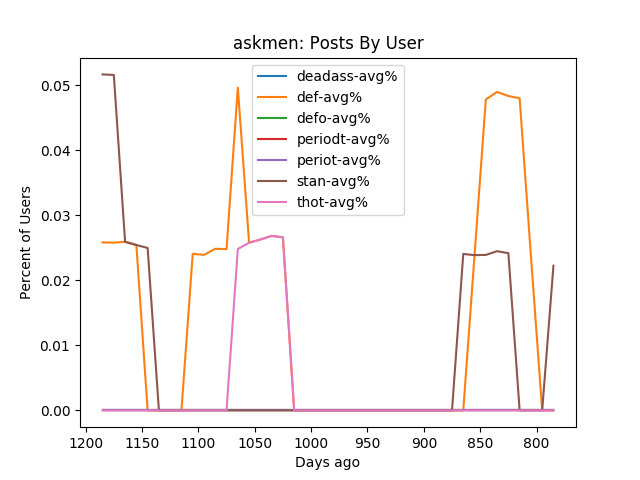 askmen: Posts By User
deadass-avg%
def-avg%
defo-avg%
periodt-avg%
periot-avg%
stan-avg%
thot-avg%
Percent of Users
0.05
0.04
0.03
0.02
0.01
0.00
1200 1150 1100 1050 1000 950 900 850 800
Days ago